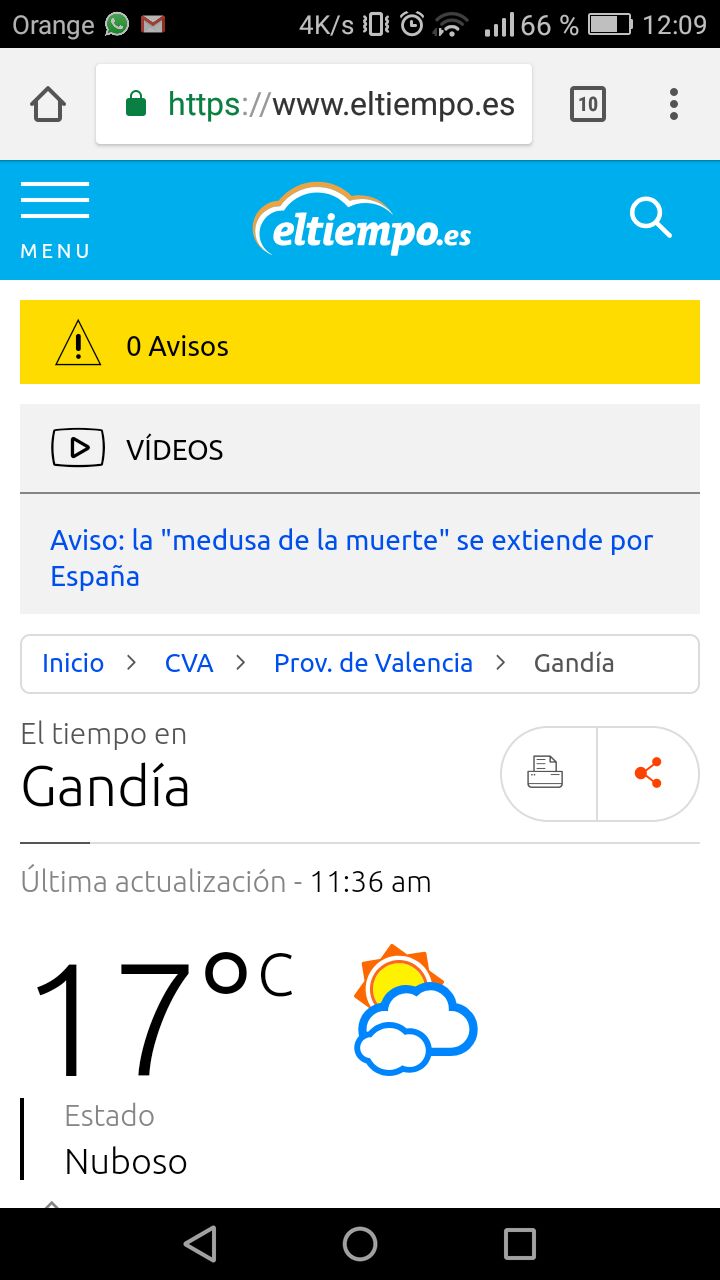 Orange 4K/s 66 % 12:09
https://www.eltiempo.es 10
MENU eltiempo.es
0 Avisos
VÍDEOS
Aviso: la "medusa de la muerte" se extiende por
España
Inicio > CVA > Prov. de Valencia > Gandía
El tiempo en
Gandía
Última actualización - 11:36 am
17°C
Estado
Nuboso